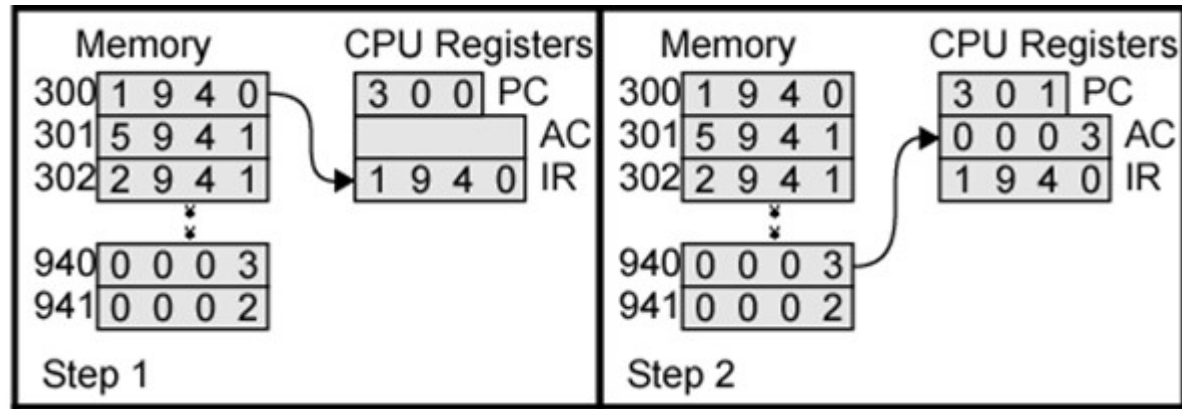 Memory CPU Registers
300 1 9 4 0 3 0 0 PC
301 5 9 4 1 AC
302 2 9 4 1 1 9 4 0 IR
940 0 0 0 3
941 0 0 0 2
Step 1
Memory CPU Registers
300 1 9 4 0 3 0 1 PC
301 5 9 4 1 0 0 0 3 AC
302 2 9 4 1 1 9 4 0 IR
940 0 0 0 3
941 0 0 0 2
Step 2